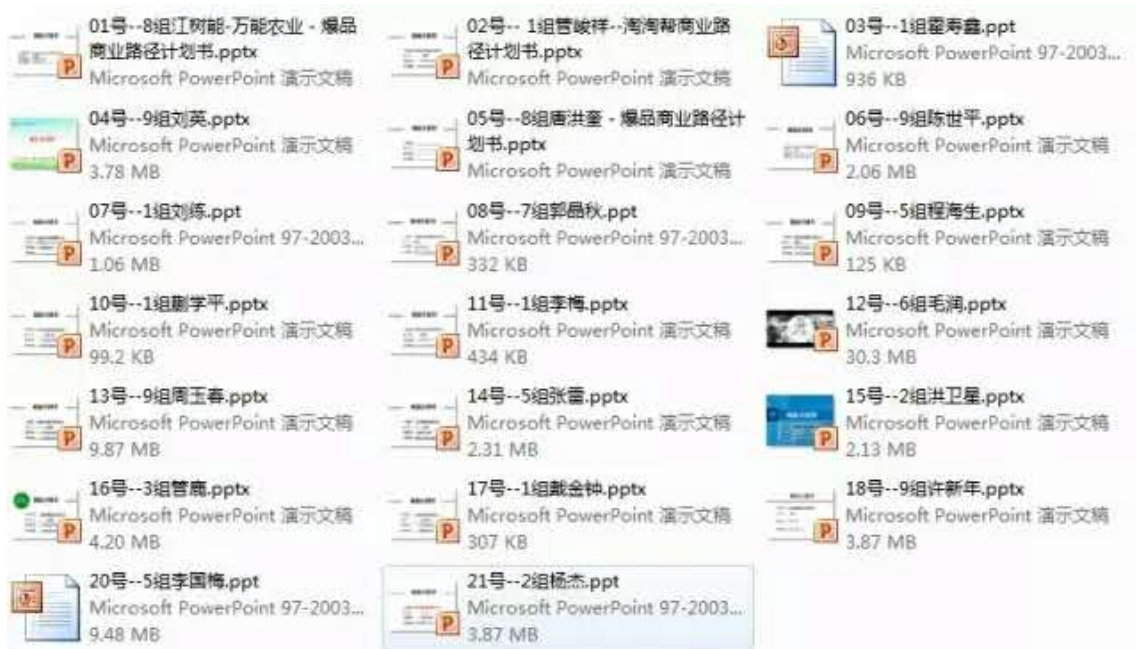 01号--8组江树能-万能农业 - 爆品
商业路径计划书.pptx
Microsoft PowerPoint 演示文稿
02号-- 1组管峻祥--淘淘帮商业路
径计划书.pptx
Microsoft PowerPoint 演示文稿
03号--1组翟寿鑫.ppt
Microsoft PowerPoint 97-2003...
936 KB
04号--9组刘英.pptx
Microsoft PowerPoint 演示文稿
3.78 MB
05号--8组唐洪奎 - 爆品商业路径计
划书.pptx
Microsoft PowerPoint 演示文稿
06号--9组陈世平.pptx
Microsoft PowerPoint 演示文稿
2.06 MB
07号--1组刘练.ppt
Microsoft PowerPoint 97-2003...
1.06 MB
08号--7组郭晶秋.ppt
Microsoft PowerPoint 97-2003...
332 KB
09号--5组程海生.pptx
Microsoft PowerPoint 演示文稿
125 KB
10号--1组蒯学平.pptx
Microsoft PowerPoint 演示文稿
99.2 KB
11号--1组李梅.pptx
Microsoft PowerPoint 演示文稿
434 KB
12号--6组毛润.pptx
Microsoft PowerPoint 演示文稿
30.3 MB
13号--9组周玉春.pptx
Microsoft PowerPoint 演示文稿
9.87 MB
14号--5组张雷.pptx
Microsoft PowerPoint 演示文稿
2.31 MB
15号--2组洪卫星.pptx
Microsoft PowerPoint 演示文稿
2.13 MB
16号--3组管鹿.pptx
Microsoft PowerPoint 演示文稿
4.20 MB
17号--1组戴金钟.pptx
Microsoft PowerPoint 演示文稿
307 KB
18号--9组许新年.pptx
Microsoft PowerPoint 演示文稿
3.87 MB
20号--5组李国梅.ppt
Microsoft PowerPoint 97-2003...
9.48 MB
21号--2组杨杰.ppt
Microsoft PowerPoint 97-2003...
3.87 MB